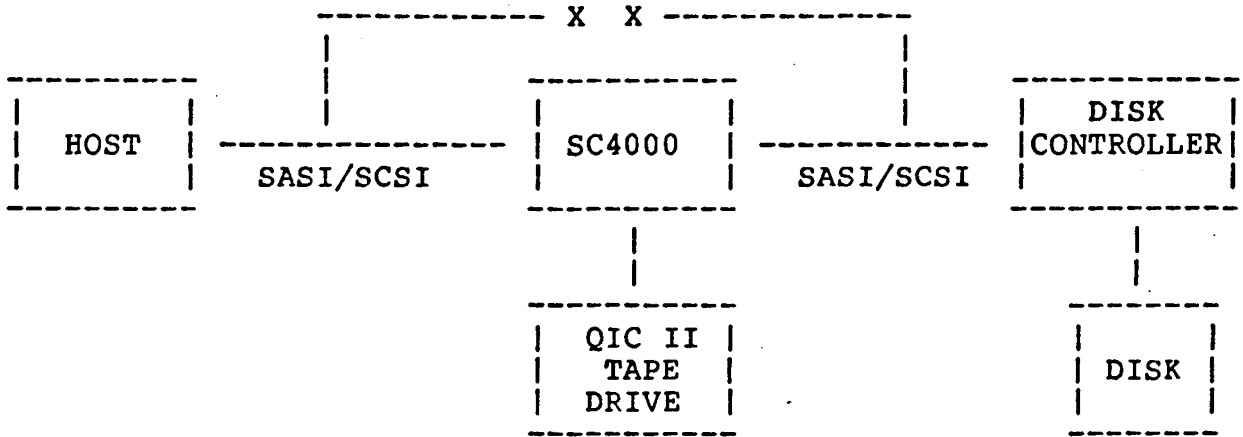 X X
HOST
SASI/SCSI
SC4000
SASI/SCSI
DISK
CONTROLLER
QIC II
TAPE
DRIVE
DISK